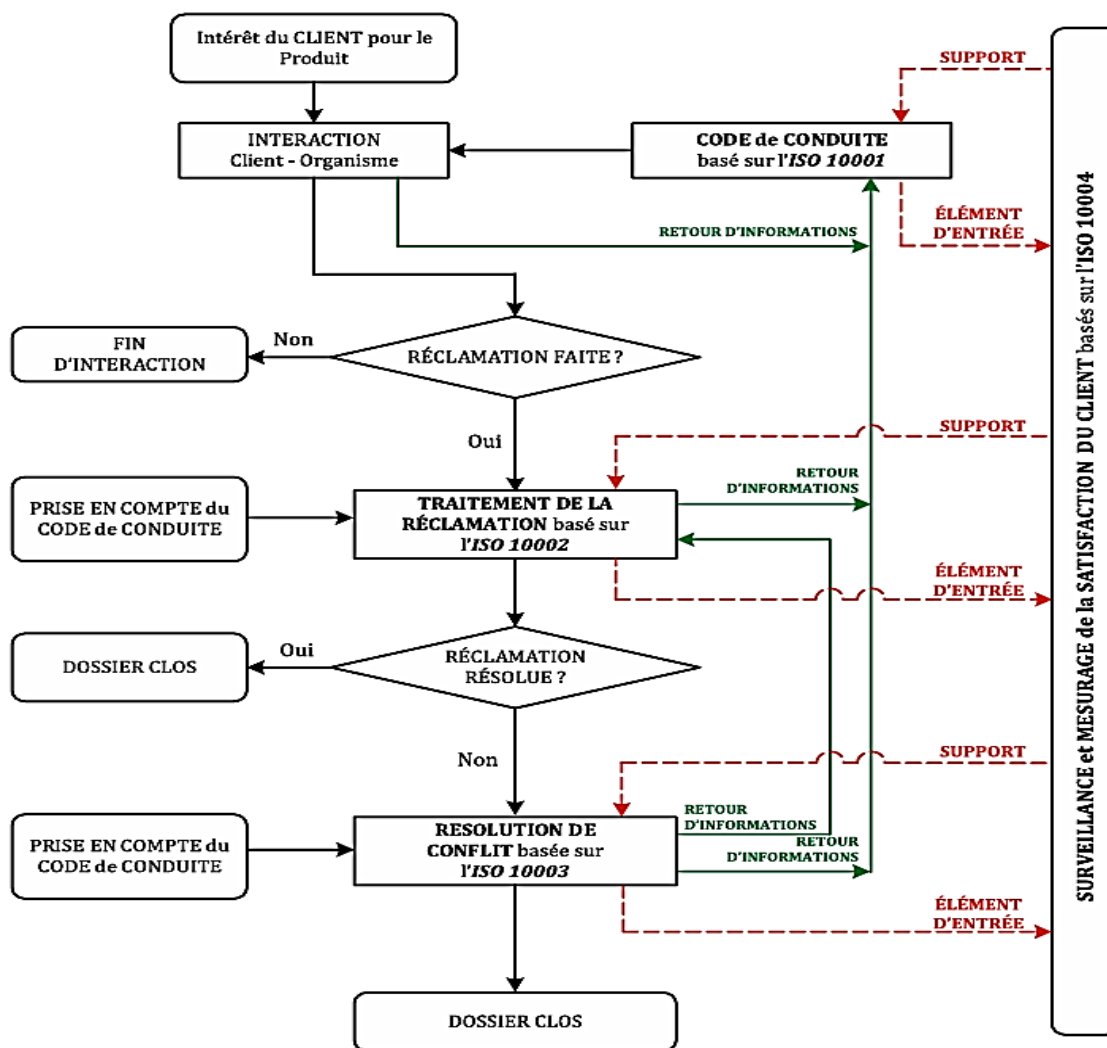 Intérêt du CLIENT pour le
Produit
SUPPORT
INTERACTION
Client - Organisme
CODE de CONDUITE
basé sur l'ISO 10001
RETOUR D'INFORMATIONS
ÉLÉMENT
D'ENTRÉE
FIN
D'INTERACTION
Non
RÉCLAMATION FAITE ?
Oui
SUPPORT
PRISE EN COMPTE du
CODE de CONDUITE
TRAITEMENT DE LA
RÉCLAMATION basé sur
l'ISO 10002
RETOUR
D'INFORMATIONS
ÉLÉMENT
D'ENTRÉE
DOSSIER CLOS
Oui
RÉCLAMATION
RÉSOLUE ?
Non
SUPPORT
PRISE EN COMPTE du
CODE de CONDUITE
RESOLUTION DE
CONFLIT basée sur
l'ISO 10003
RETOUR
D'INFORMATIONS
RETOUR
D'INFORMATIONS
ÉLÉMENT
D'ENTRÉE
DOSSIER CLOS
SURVEILLANCE et MESURAGE de la SATISFACTION DU CLIENT basés sur l'ISO 10004